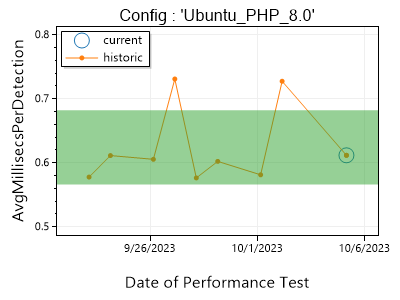 Config : 'Ubuntu_PHP_8.0'
current
historic
0.8
0.7
0.6
0.5
AvgMillisecsPerDetection
9/26/2023
10/1/2023
10/6/2023
Date of Performance Test